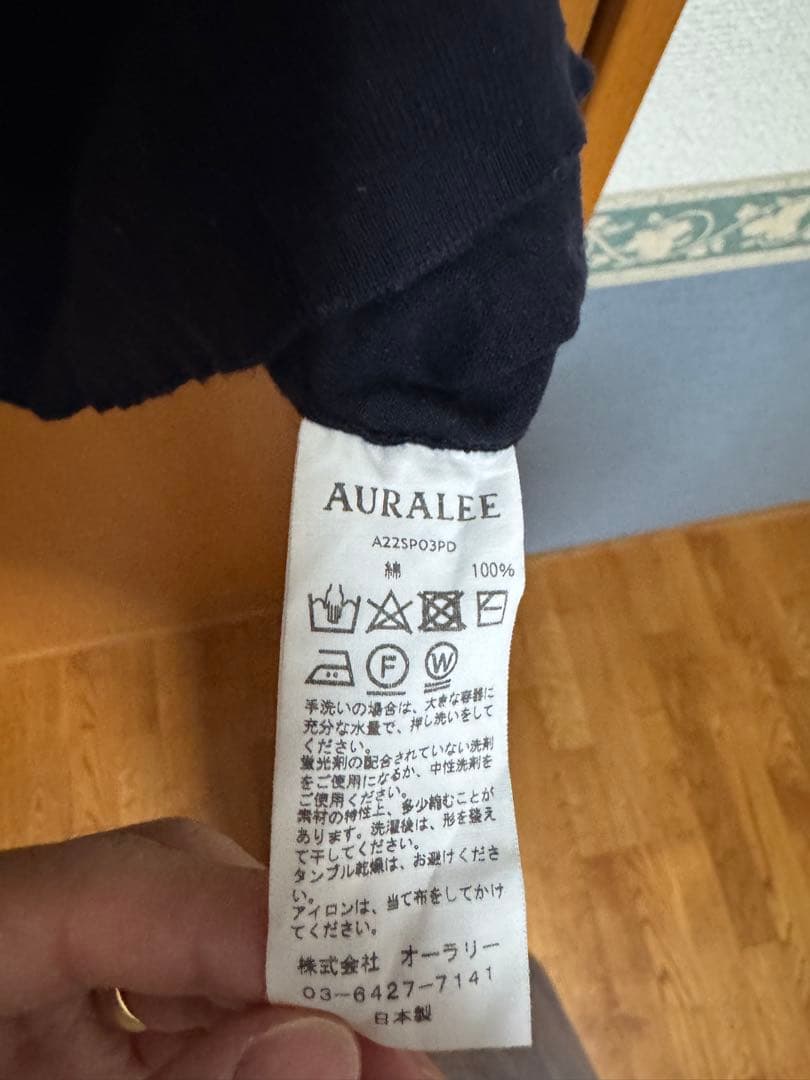 AURALEE
A22SP03PD
綿 100%
F W
手洗いの場合は、大きな容器に
充分な水量で、押し洗いをして
ください。
蛍光剤の配合されていない洗剤
をご使用になるか、中性洗剤を
ご使用ください。
素材の特性上、多少縮むことが
あります。洗濯後は、形を整え
て干してください。
タンブル乾燥は、お避けくださ
い。
アイロンは、当て布をしてかけ
てください。
株式会社 オーラリー
03-6427-7141
日本製